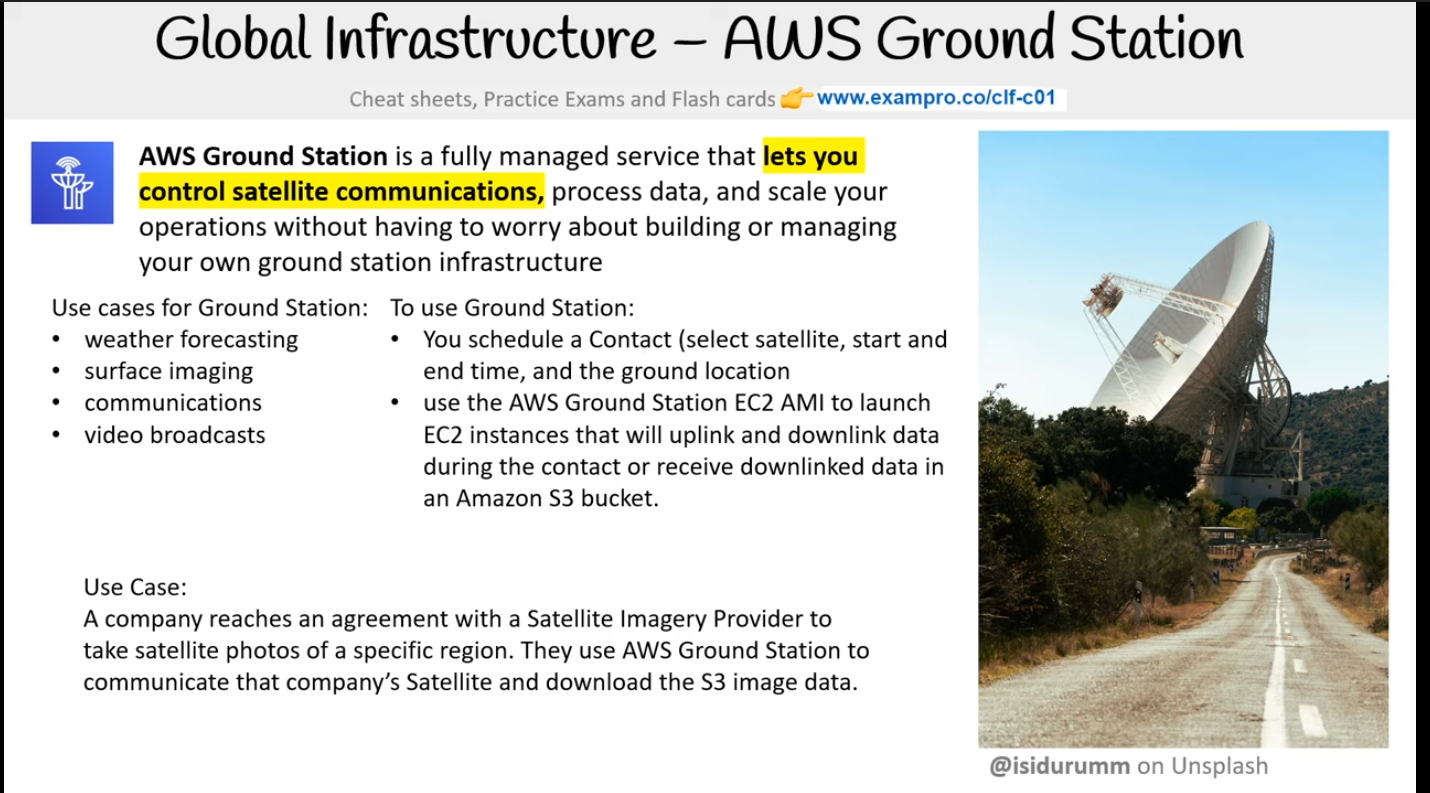 Global Infrastructure – AWS Ground Station
Cheat sheets, Practice Exams and Flash cards 👉 www.exampro.co/clf-c01
AWS Ground Station is a fully managed service that lets you
control satellite communications, process data, and scale your
operations without having to worry about building or managing
your own ground station infrastructure
Use cases for Ground Station:
• weather forecasting
• surface imaging
• communications
• video broadcasts
To use Ground Station:
• You schedule a Contact (select satellite, start and
end time, and the ground location
• use the AWS Ground Station EC2 AMI to launch
EC2 instances that will uplink and downlink data
during the contact or receive downlinked data in
an Amazon S3 bucket.
Use Case:
A company reaches an agreement with a Satellite Imagery Provider to
take satellite photos of a specific region. They use AWS Ground Station to
communicate that company’s Satellite and download the S3 image data.
@isidurumm on Unsplash